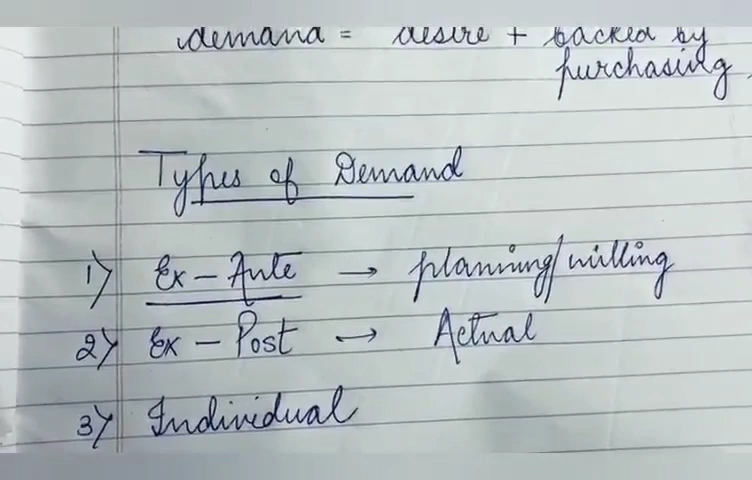 demand = desire + backed by
purchasing
Types of Demand
1) Ex - Ante → planning/willing
2) Ex - Post → Actual
3) Individual